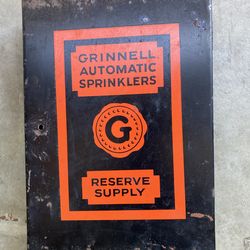 GRINNELL
AUTOMATIC
SPRINKLERS
G
RESERVE
SUPPLY